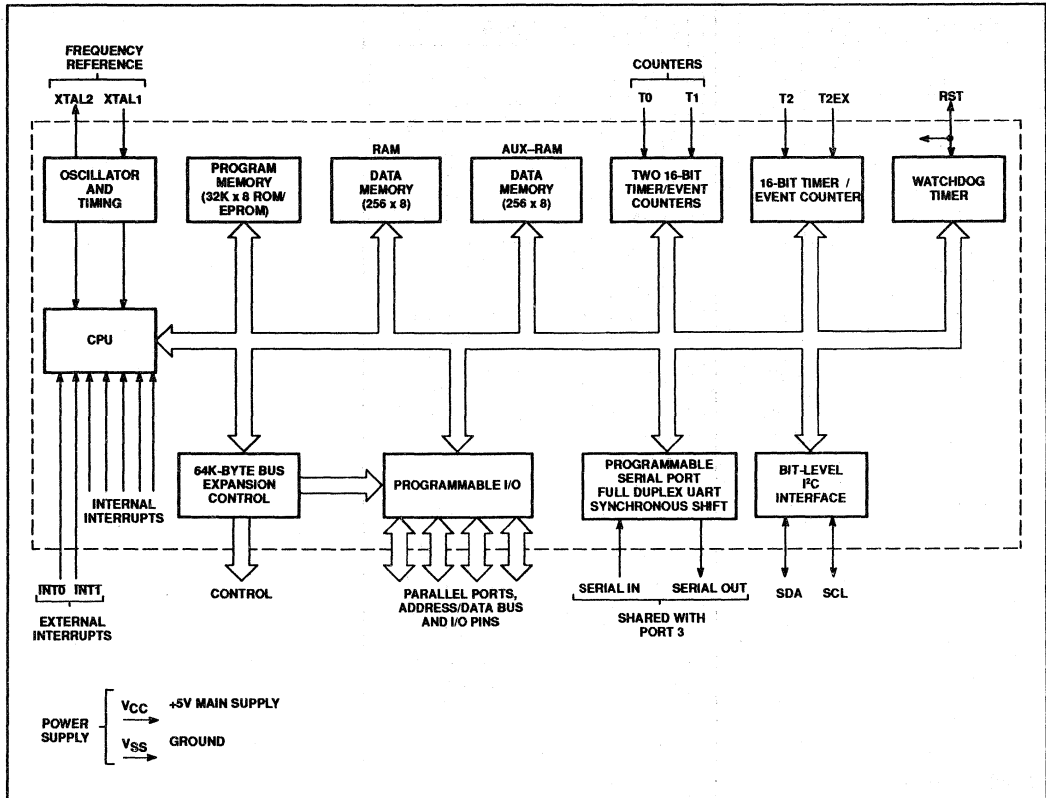 FREQUENCY
REFERENCE
XTAL2 XTAL1
COUNTERS
T0 T1
T2 T2EX
RST
OSCILLATOR
AND
TIMING
PROGRAM
MEMORY
(32K x 8 ROM/
EPROM)
RAM
DATA
MEMORY
(256 x 8)
AUX–RAM
DATA
MEMORY
(256 x 8)
TWO 16-BIT
TIMER/EVENT
COUNTERS
16-BIT TIMER /
EVENT COUNTER
WATCHDOG
TIMER
CPU
INTERNAL
INTERRUPTS
64K-BYTE BUS
EXPANSION
CONTROL
PROGRAMMABLE I/O
PROGRAMMABLE
SERIAL PORT
FULL DUPLEX UART
SYNCHRONOUS SHIFT
BIT-LEVEL
I²C
INTERFACE
INT0 INT1
EXTERNAL
INTERRUPTS
CONTROL
PARALLEL PORTS,
ADDRESS/DATA BUS
AND I/O PINS
SERIAL IN SERIAL OUT
SHARED WITH
PORT 3
SDA SCL
POWER
SUPPLY
VCC +5V MAIN SUPPLY
VSS GROUND